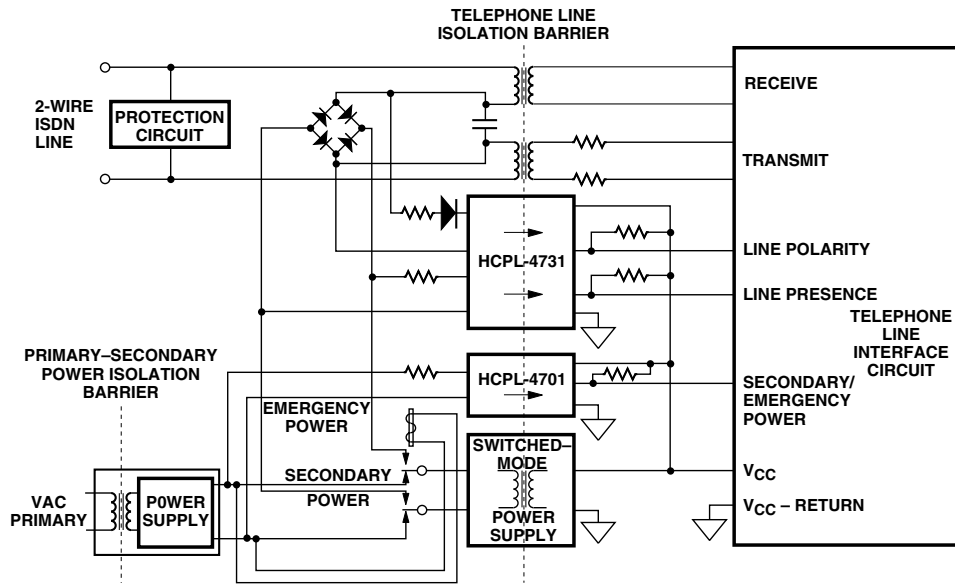 TELEPHONE LINE
ISOLATION BARRIER
2-WIRE
ISDN
LINE
PROTECTION
CIRCUIT
RECEIVE
TRANSMIT
HCPL-4731
LINE POLARITY
LINE PRESENCE
TELEPHONE
LINE
INTERFACE
CIRCUIT
PRIMARY–SECONDARY
POWER ISOLATION
BARRIER
HCPL-4701
SECONDARY/
EMERGENCY
POWER
EMERGENCY
POWER
SECONDARY
POWER
SWITCHED–
MODE
POWER
SUPPLY
VAC
PRIMARY
P0WER
SUPPLY
VCC
VCC – RETURN